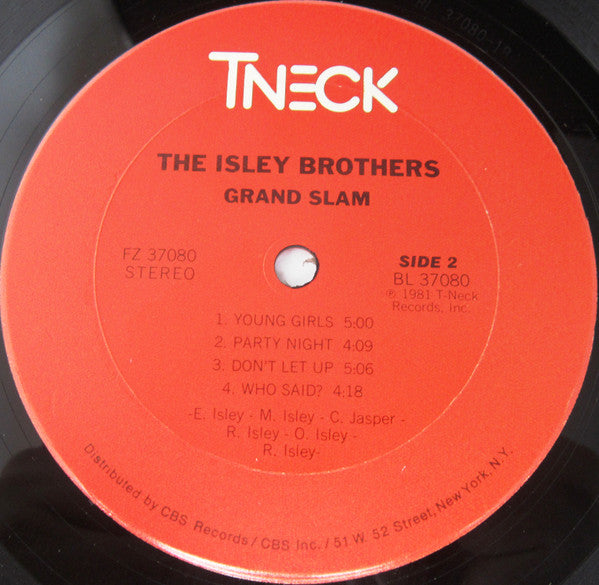 TNECK
THE ISLEY BROTHERS
GRAND SLAM
FZ 37080
STEREO
SIDE 2
BL 37080
℗ 1981 T-Neck
Records, Inc.
1. YOUNG GIRLS 5:00
2. PARTY NIGHT 4:09
3. DON'T LET UP 5:06
4. WHO SAID? 4:18
-E. Isley - M. Isley - C. Jasper -
R. Isley - O. Isley -
R. Isley-
Distributed by CBS Records / CBS Inc. / 51 W. 52 Street, New York, N.Y.